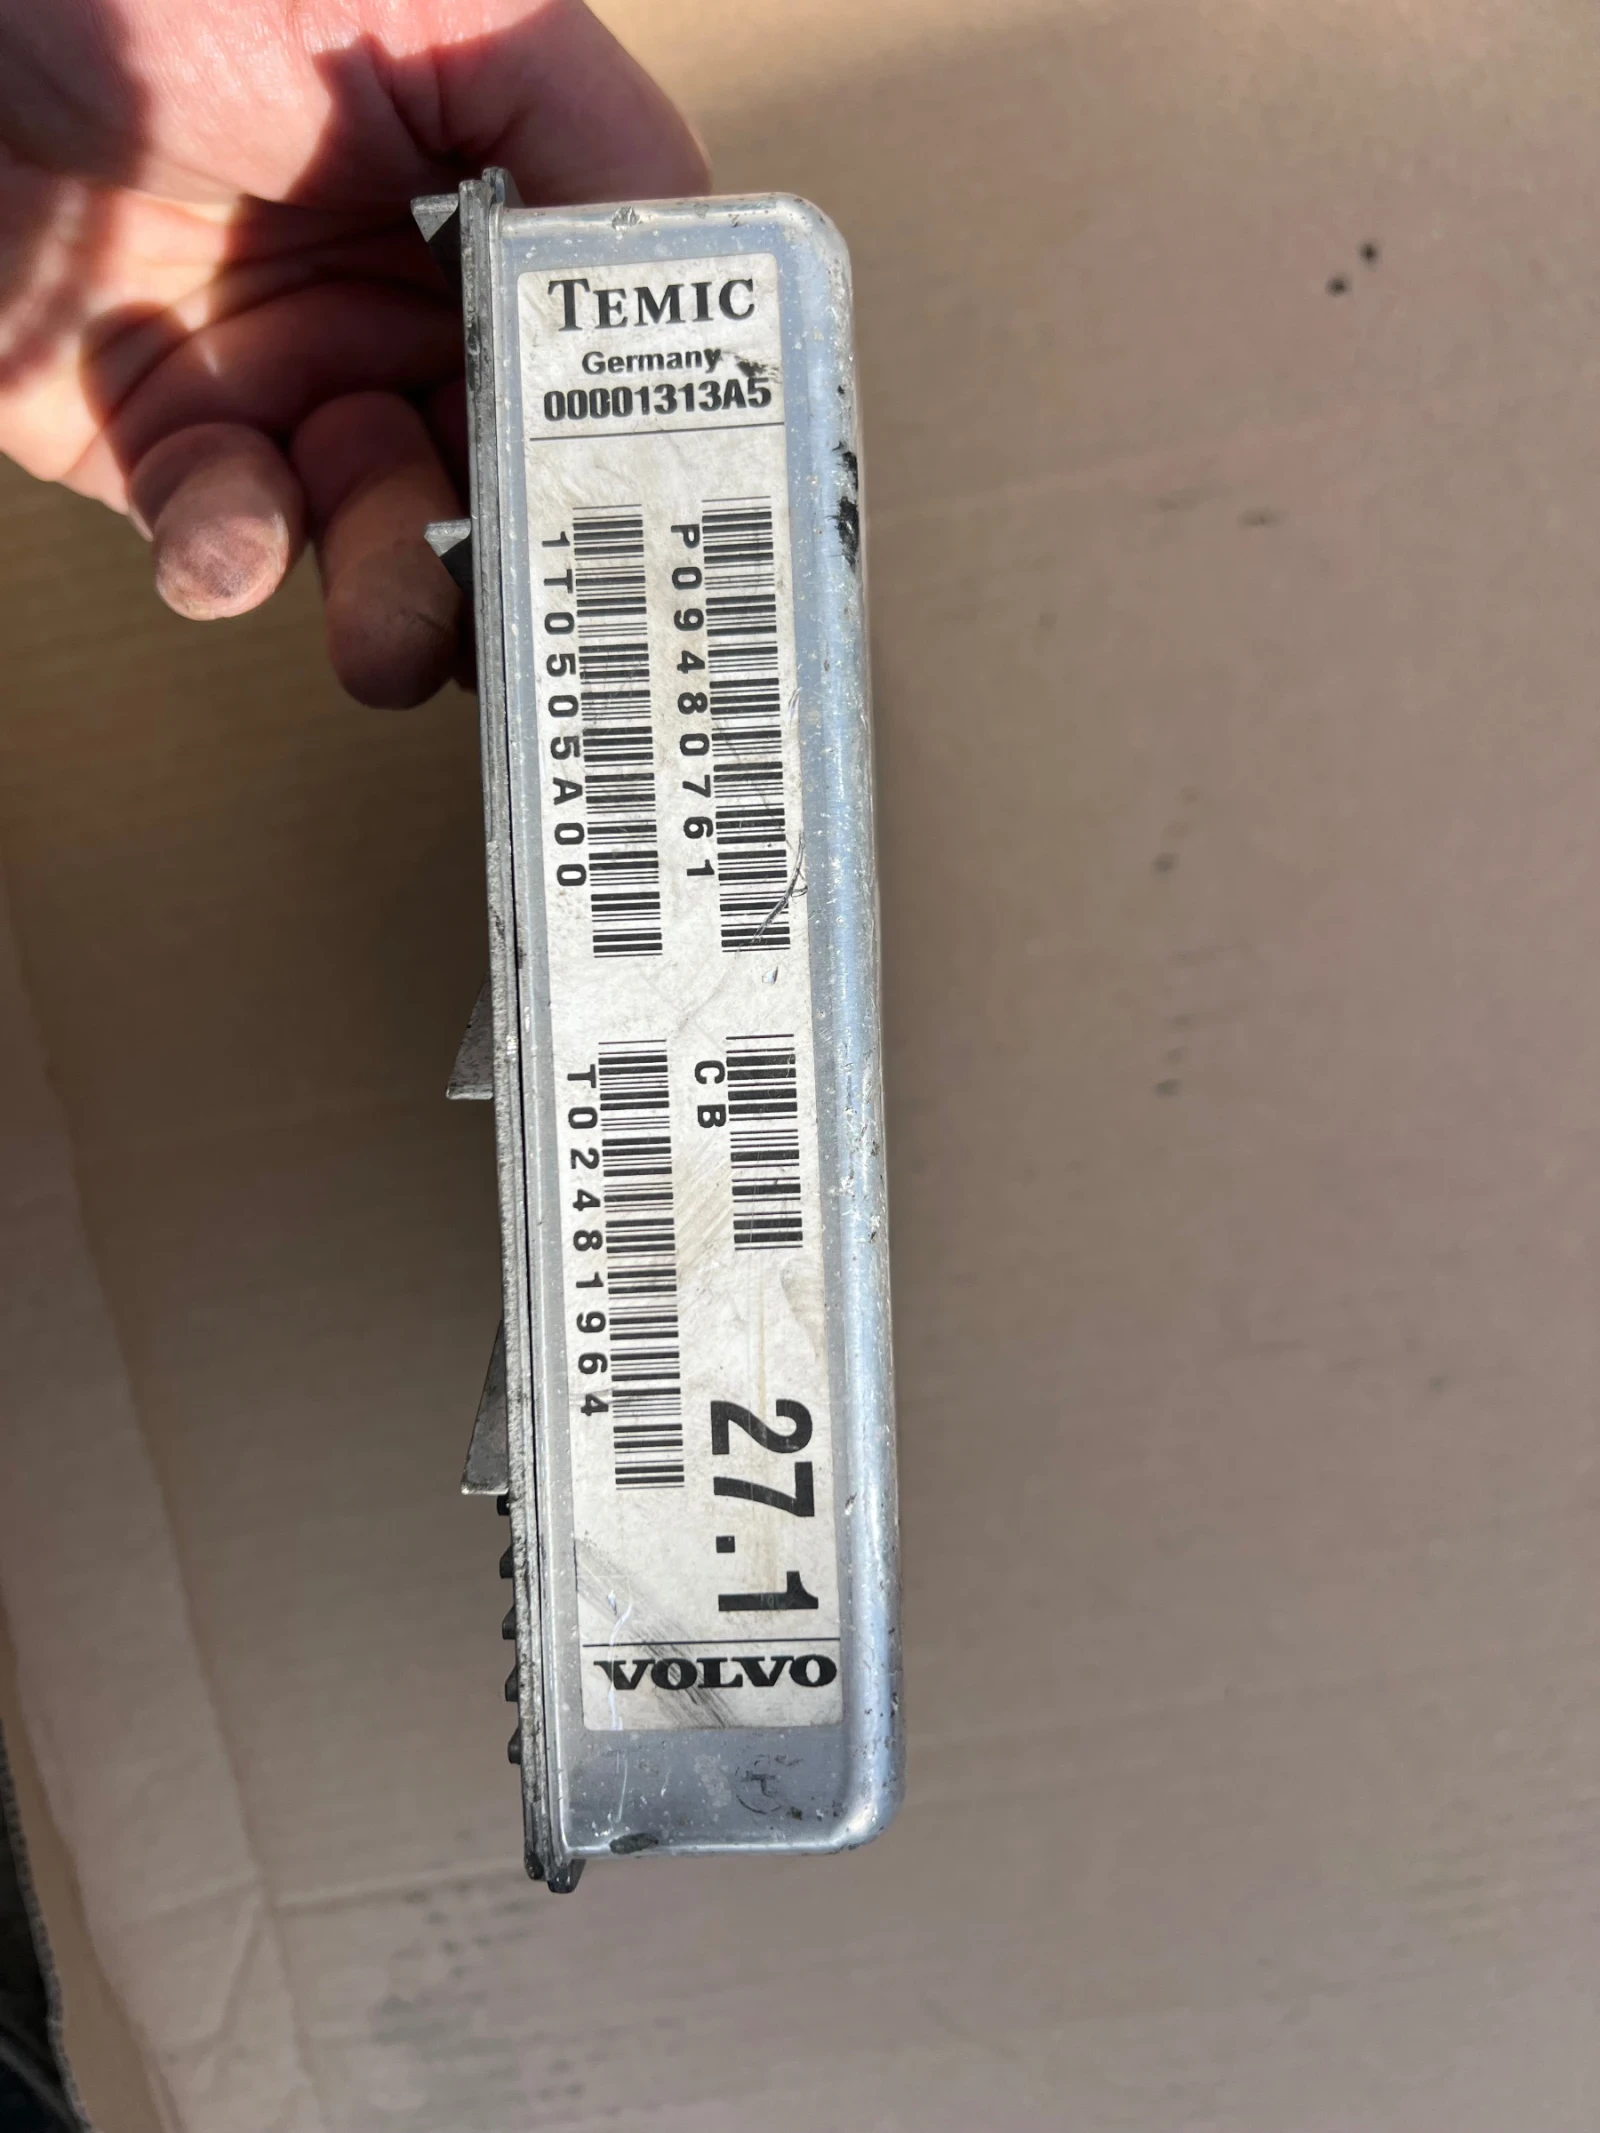 TEMIC
Germany
00001313A5
P09480761
1T0505A00
CB
T02481964
27.1
VOLVO